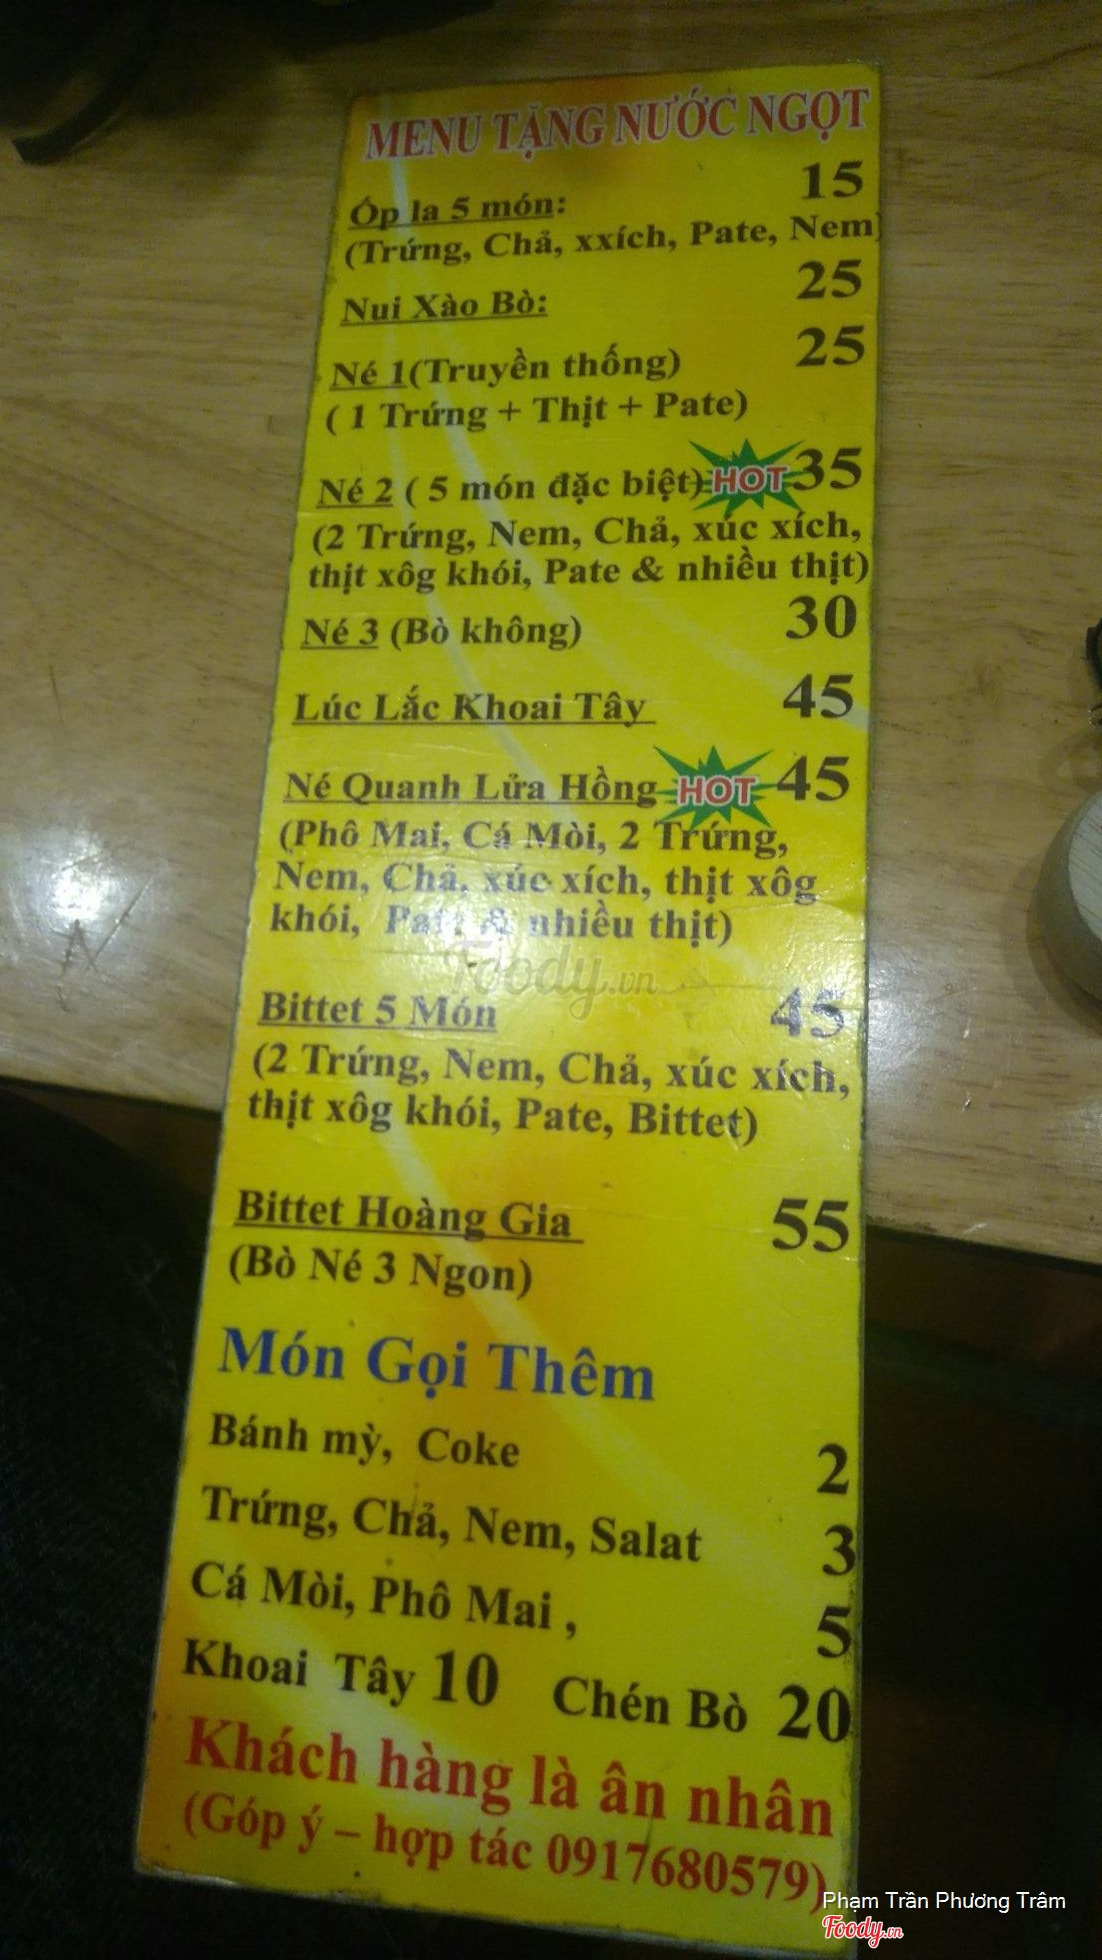 MENU TẶNG NƯỚC NGỌT
Ốp la 5 món: 15
(Trứng, Chả, xxích, Pate, Nem)
Nui Xào Bò: 25
Né 1(Truyền thống) 25
( 1 Trứng + Thịt + Pate)
Né 2 ( 5 món đặc biệt) HOT 35
(2 Trứng, Nem, Chả, xúc xích,
thịt xôg khói, Pate & nhiều thịt)
Né 3 (Bò không) 30
Lúc Lắc Khoai Tây 45
Né Quanh Lửa Hồng HOT 45
(Phô Mai, Cá Mòi, 2 Trứng,
Nem, Chả, xúc xích, thịt xôg
khói, Pate & nhiều thịt)
Foody.vn
Bittet 5 Món 45
(2 Trứng, Nem, Chả, xúc xích,
thịt xôg khói, Pate, Bittet)
Bittet Hoàng Gia 55
(Bò Né 3 Ngon)
Món Gọi Thêm
Bánh mỳ, Coke 2
Trứng, Chả, Nem, Salat 3
Cá Mòi, Phô Mai , 5
Khoai Tây 10 Chén Bò 20
Khách hàng là ân nhân
(Góp ý – hợp tác 0917680579)
Phạm Trần Phương Trâm
Foody.vn